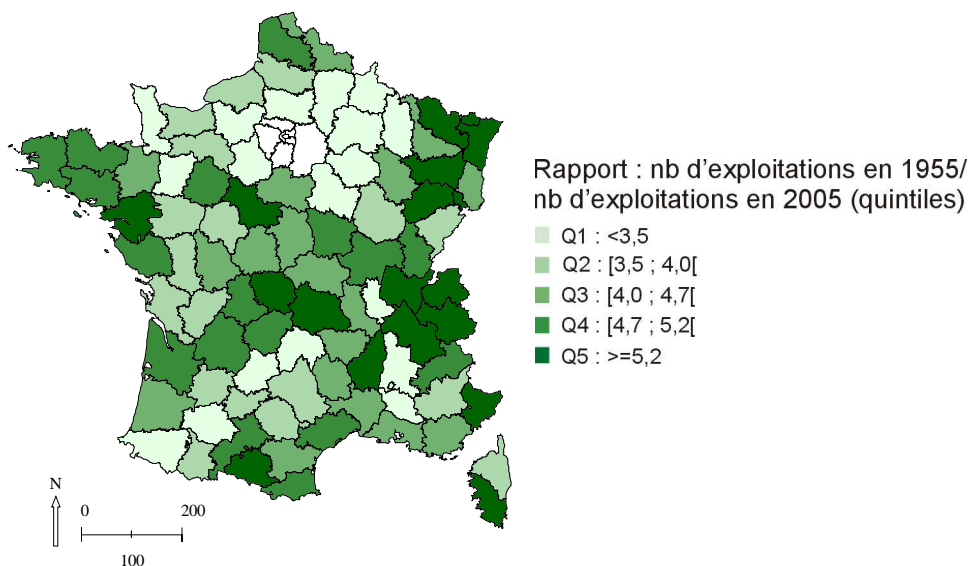 Rapport : nb d'exploitations en 1955/
nb d'exploitations en 2005 (quintiles)
Q1 : <3,5
Q2 : [3,5 ; 4,0[
Q3 : [4,0 ; 4,7[
Q4 : [4,7 ; 5,2[
Q5 : >=5,2
N
0 200
100